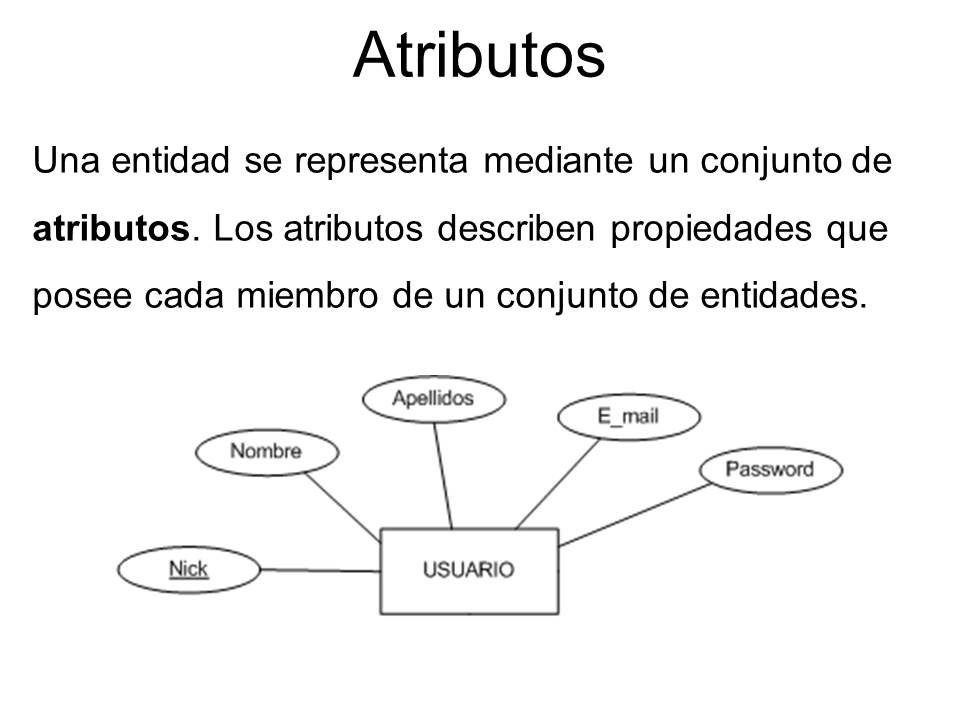 Atributos
Una entidad se representa mediante un conjunto de
atributos. Los atributos describen propiedades que
posee cada miembro de un conjunto de entidades.
Apellidos
E_mail
Nombre
Password
Nick
USUARIO